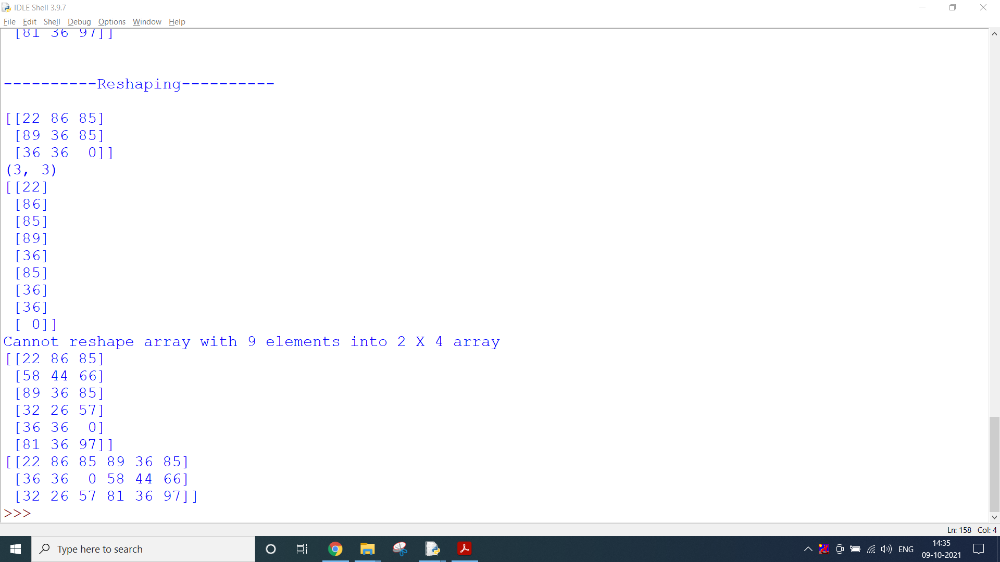 IDLE Shell 3.9.7
File Edit Shell Debug Options Window Help
 [81 36 97]]
----------Reshaping----------
[[22 86 85]
 [89 36 85]
 [36 36  0]]
(3, 3)
[[22]
 [86]
 [85]
 [89]
 [36]
 [85]
 [36]
 [36]
 [ 0]]
Cannot reshape array with 9 elements into 2 X 4 array
[[22 86 85]
 [58 44 66]
 [89 36 85]
 [32 26 57]
 [36 36  0]
 [81 36 97]]
[[22 86 85 89 36 85]
 [36 36  0 58 44 66]
 [32 26 57 81 36 97]]
>>>
Ln: 158 Col: 4
Type here to search
ENG
14:35
09-10-2021